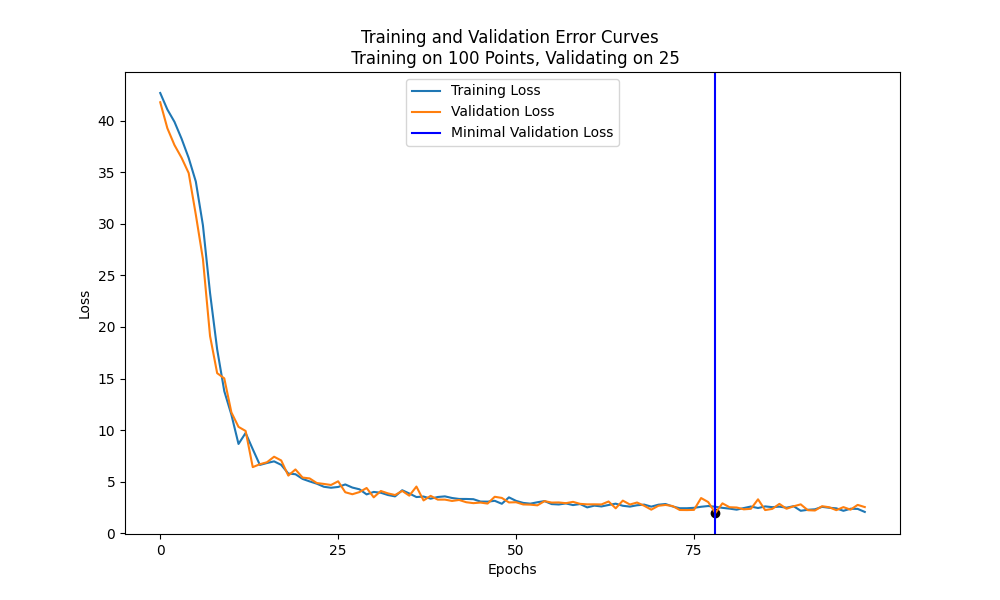 Training and Validation Error Curves
Training on 100 Points, Validating on 25
Training Loss
Validation Loss
Minimal Validation Loss
40
35
30
25
20
15
10
5
0
Loss
0 25 50 75
Epochs